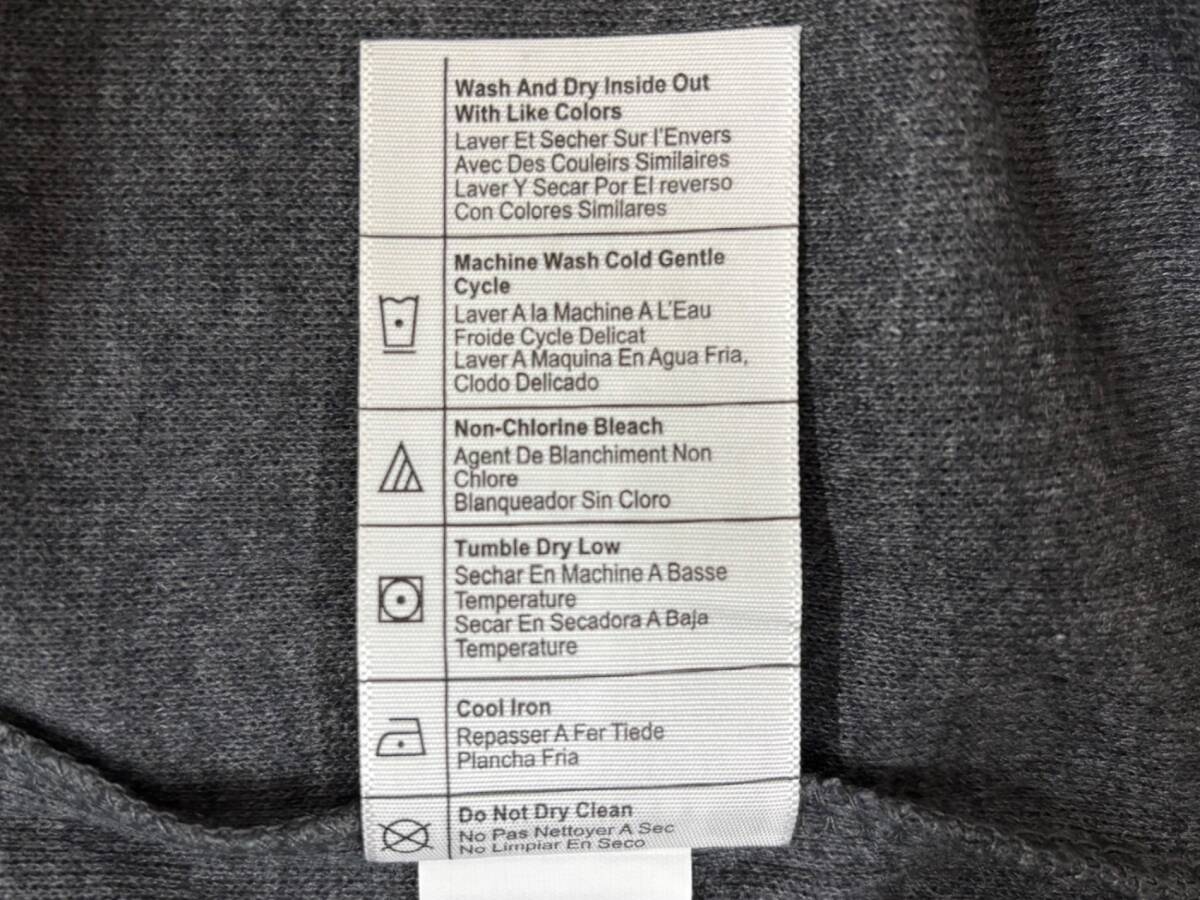 Wash And Dry Inside Out
With Like Colors
Laver Et Secher Sur l'Envers
Avec Des Couleirs Similaires
Laver Y Secar Por El reverso
Con Colores Similares
Machine Wash Cold Gentle
Cycle
Laver A la Machine A L'Eau
Froide Cycle Delicat
Laver A Maquina En Agua Fria,
Clodo Delicado
Non-Chlorine Bleach
Agent De Blanchiment Non
Chlore
Blanqueador Sin Cloro
Tumble Dry Low
Sechar En Machine A Basse
Temperature
Secar En Secadora A Baja
Temperature
Cool Iron
Repasser A Fer Tiede
Plancha Fria
Do Not Dry Clean
No Pas Nettoyer A Sec
No Limpiar En Seco